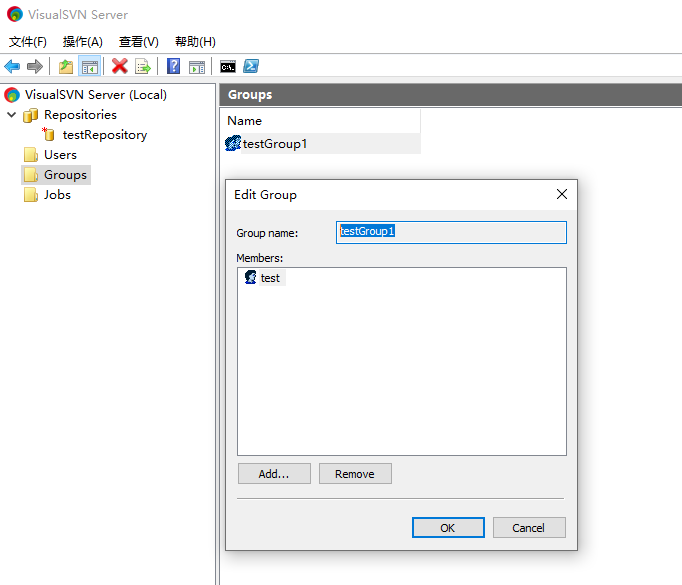 VisualSVN Server
文件(F) 操作(A) 查看(V) 帮助(H)
VisualSVN Server (Local)
Repositories
testRepository
Users
Groups
Jobs
Groups
Name
testGroup1
Edit Group
Group name: testGroup1
Members:
test
Add... Remove
OK Cancel